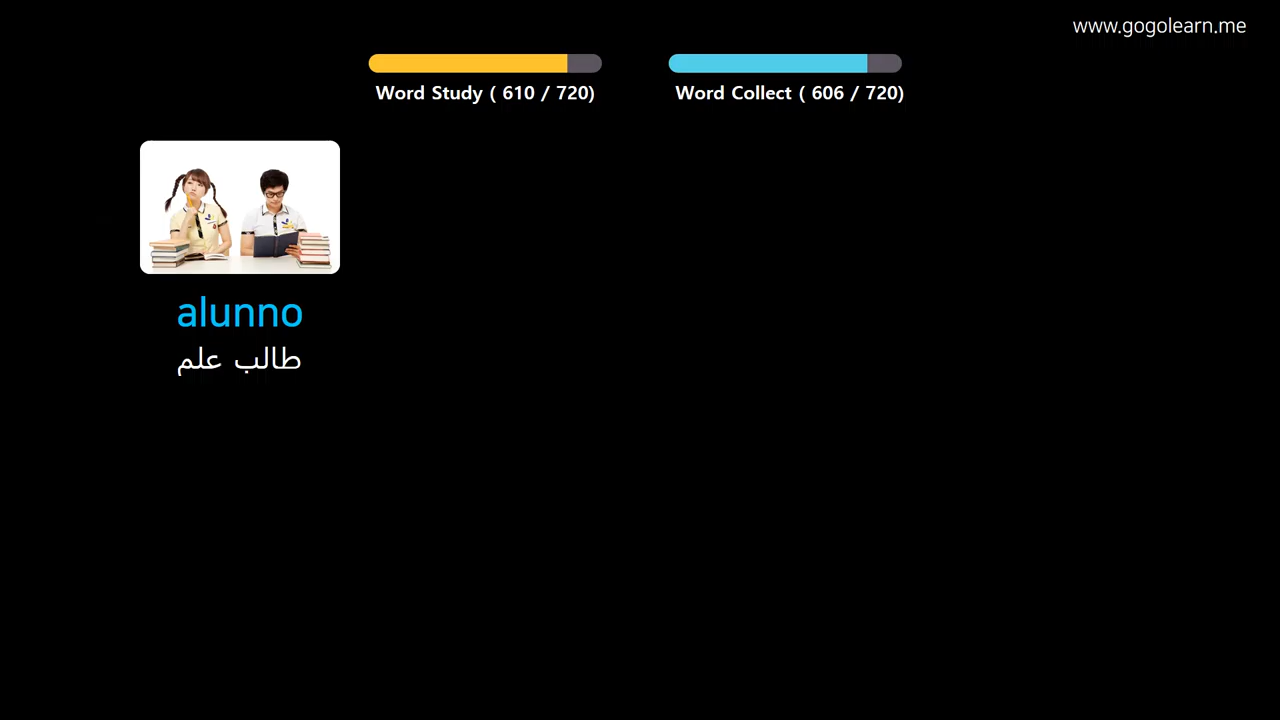 www.gogolearn.me
Word Study ( 610 / 720)
Word Collect ( 606 / 720)
alunno
طالب علم